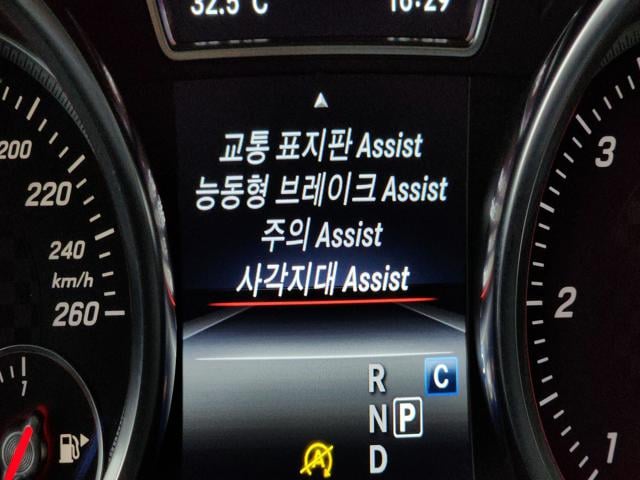 32.5°C 16:29
교통 표지판 Assist
능동형 브레이크 Assist
주의 Assist
사각지대 Assist
200
220
240
km/h
260
1
3
2
1
R C
N P
A
D